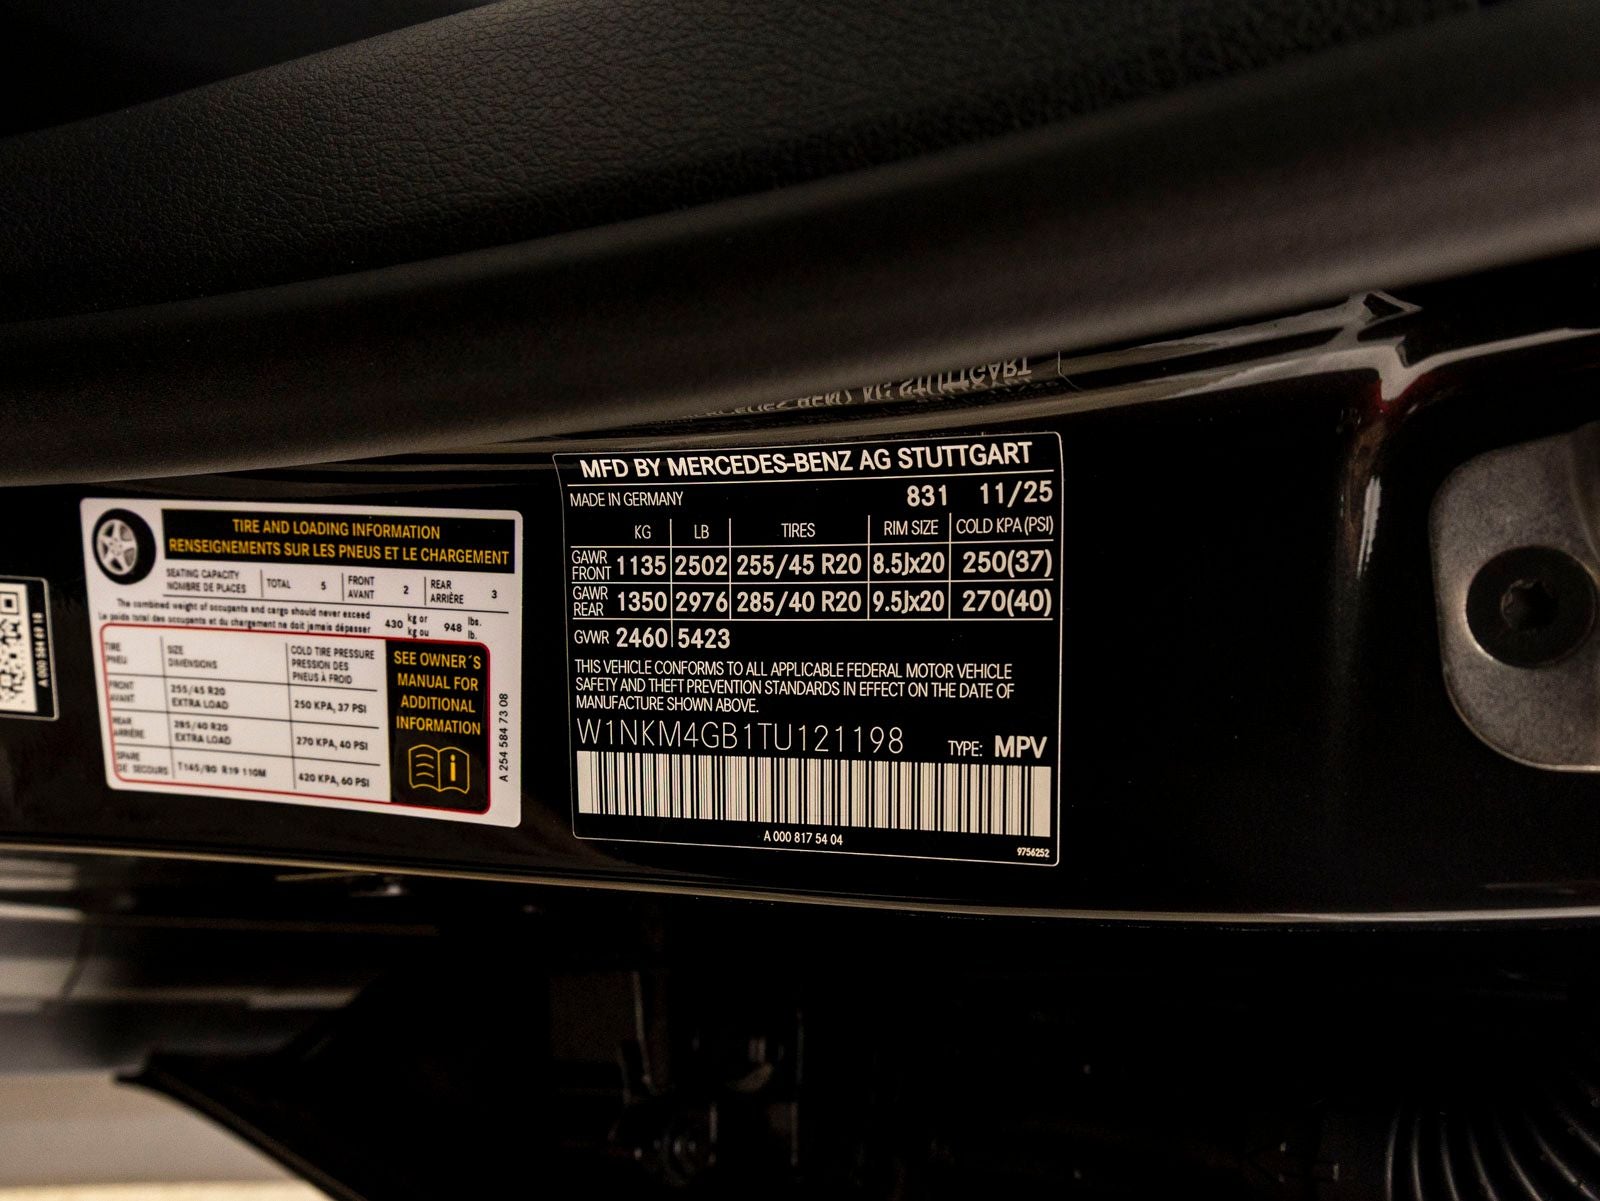 A 000 584 69 18
TIRE AND LOADING INFORMATION
RENSEIGNEMENTS SUR LES PNEUS ET LE CHARGEMENT
SEATING CAPACITY
NOMBRE DE PLACES
TOTAL 5
FRONT
AVANT
2
REAR
ARRIÈRE
3
The combined weight of occupants and cargo should never exceed
Le poids total des occupants et du chargement ne doit jamais dépasser
430 kg or
kg ou
948 lbs.
lb.
TIRE
PNEU
SIZE
DIMENSIONS
COLD TIRE PRESSURE
PRESSION DES
PNEUS À FROID
FRONT
AVANT
255/45 R20
EXTRA LOAD
250 KPA, 37 PSI
REAR
ARRIÈRE
285/40 R20
EXTRA LOAD
270 KPA, 40 PSI
SPARE
DE SECOURS
T145/80 R19 110M
420 KPA, 60 PSI
SEE OWNER´S
MANUAL FOR
ADDITIONAL
INFORMATION
A 254 584 73 08
MFD BY MERCEDES-BENZ AG STUTTGART
MADE IN GERMANY 831 11/25
KG LB TIRES RIM SIZE COLD KPA (PSI)
GAWR
FRONT
1135 2502 255/45 R20 8.5Jx20 250(37)
GAWR
REAR
1350 2976 285/40 R20 9.5Jx20 270(40)
GVWR 2460 5423
THIS VEHICLE CONFORMS TO ALL APPLICABLE FEDERAL MOTOR VEHICLE
SAFETY AND THEFT PREVENTION STANDARDS IN EFFECT ON THE DATE OF
MANUFACTURE SHOWN ABOVE.
W1NKM4GB1TU121198 TYPE: MPV
A 000 817 54 04
9756252